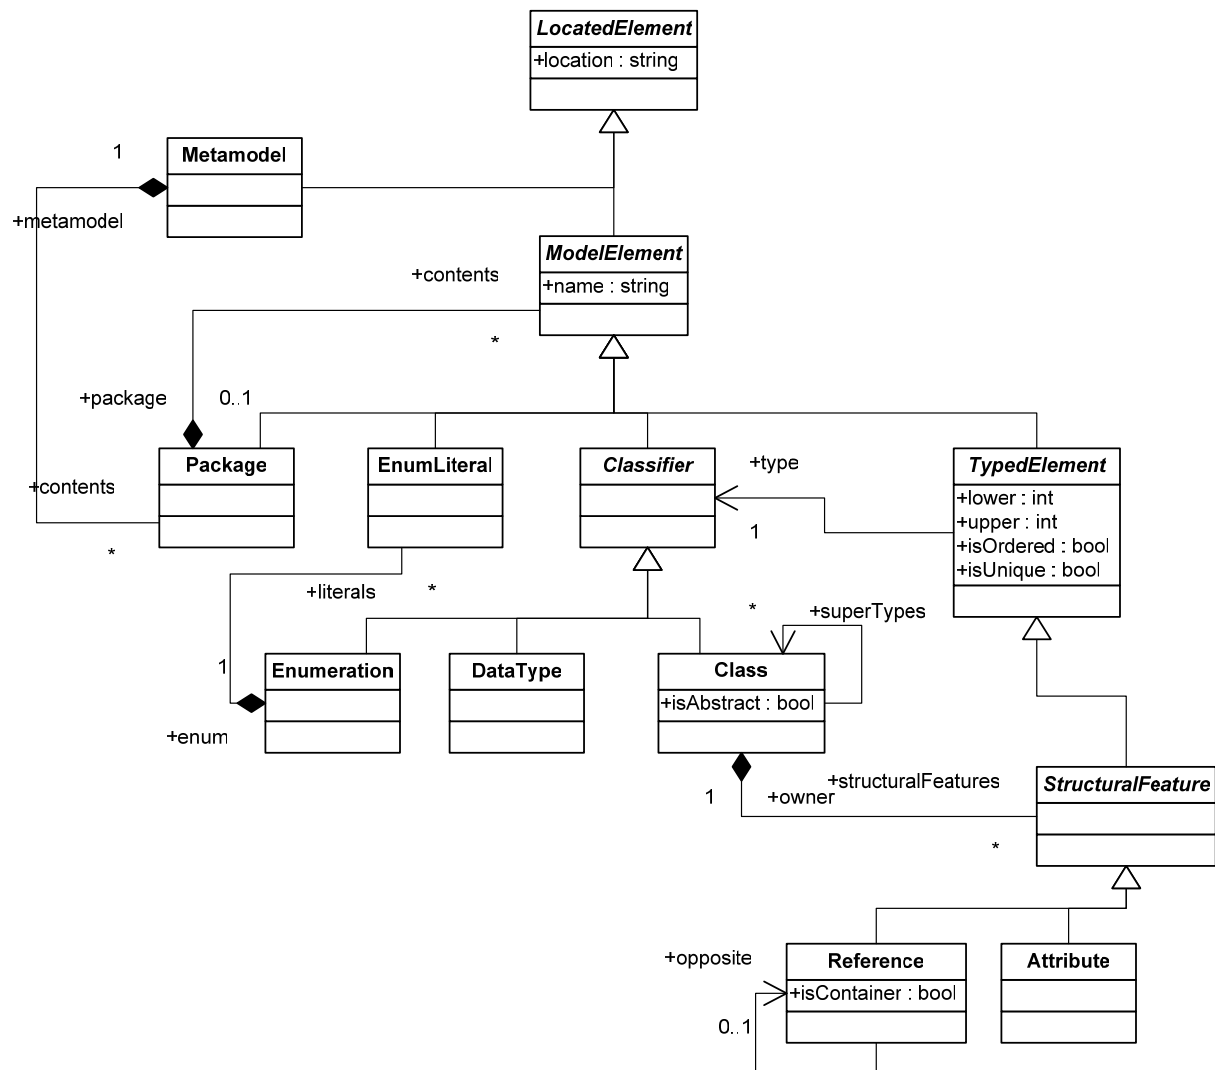 LocatedElement
+location : string
1
Metamodel
+metamodel
ModelElement
+contents
+name : string
*
+package
0..1
Package
EnumLiteral
Classifier
+type
TypedElement
+contents
+lower : int
+upper : int
1
+isOrdered : bool
*
+isUnique : bool
+literals
*
*
+superTypes
1
Enumeration
DataType
Class
+isAbstract : bool
+enum
+structuralFeatures
StructuralFeature
1
+owner
*
+opposite
Reference
Attribute
+isContainer : bool
0..1